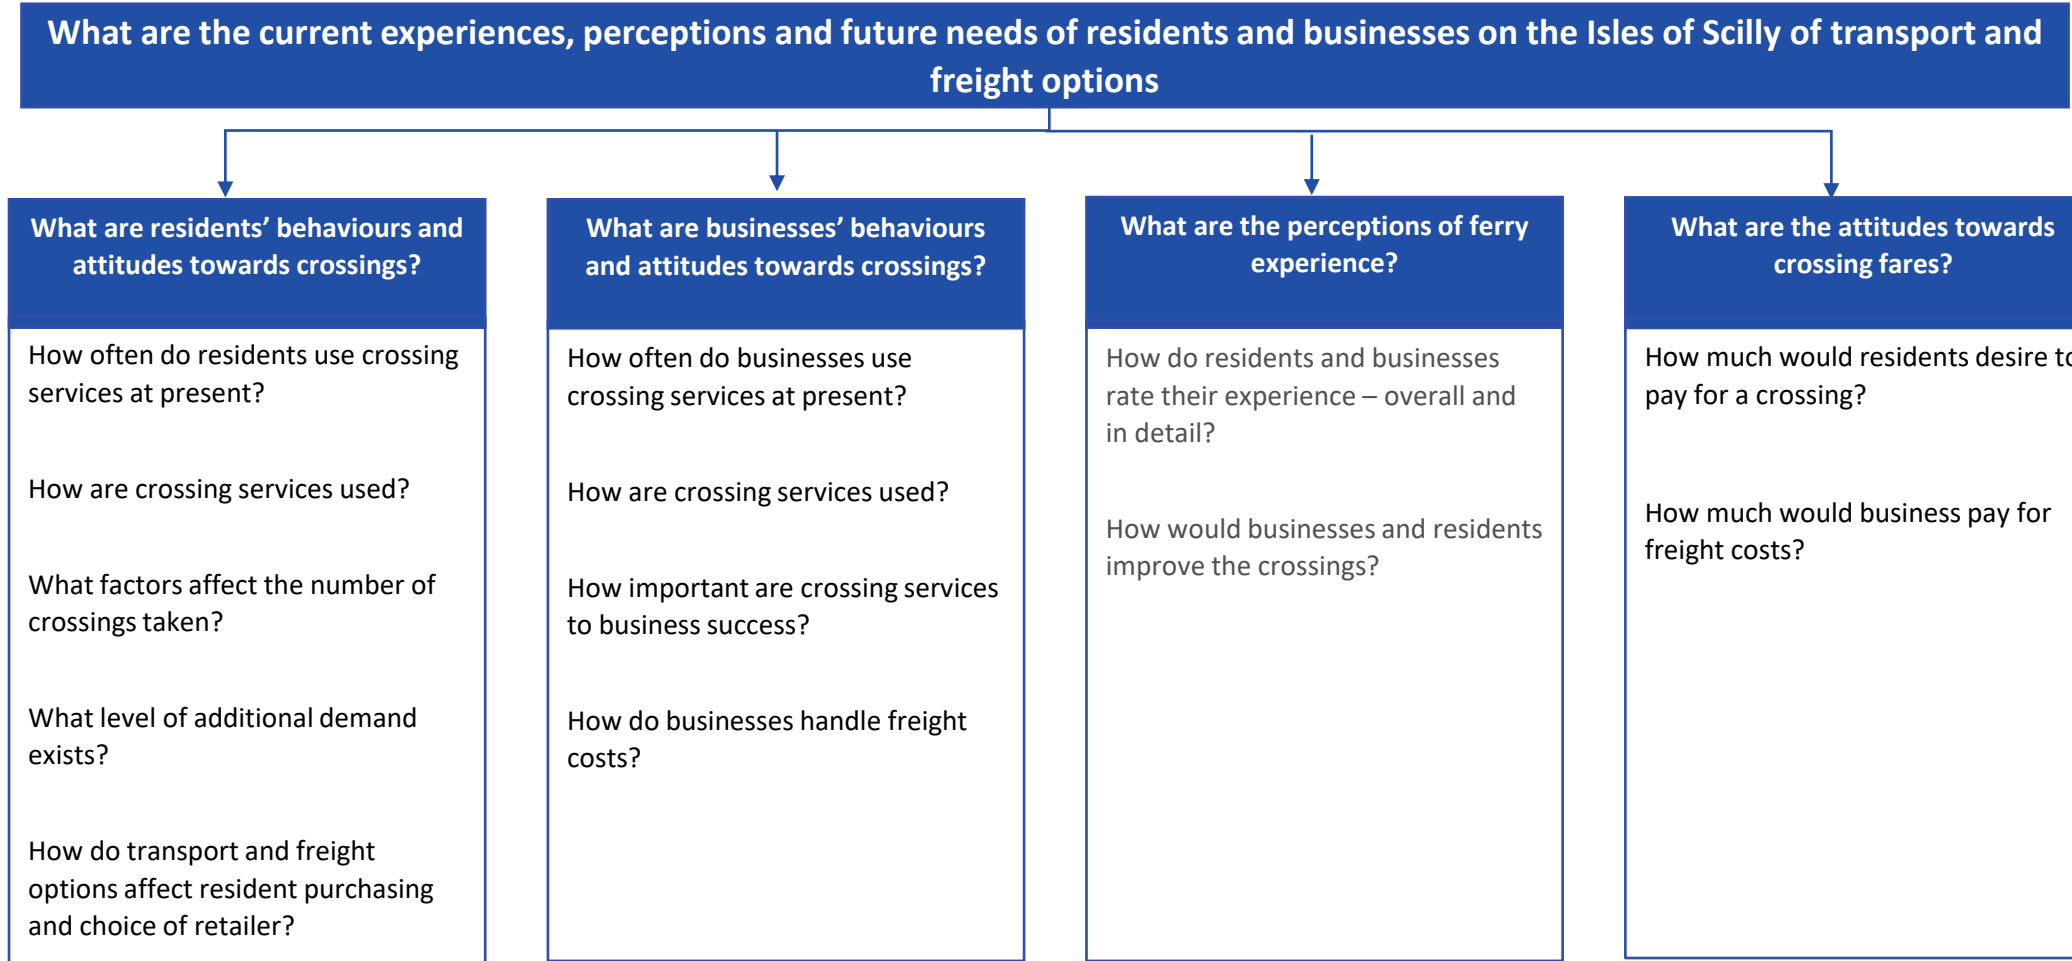 What are the current experiences, perceptions and future needs of residents and businesses on the Isles of Scilly of transport and
freight options
What are residents’ behaviours and
attitudes towards crossings?
How often do residents use crossing
services at present?
How are crossing services used?
What factors affect the number of
crossings taken?
What level of additional demand
exists?
How do transport and freight
options affect resident purchasing
and choice of retailer?
What are businesses’ behaviours
and attitudes towards crossings?
How often do businesses use
crossing services at present?
How are crossing services used?
How important are crossing services
to business success?
How do businesses handle freight
costs?
What are the perceptions of ferry
experience?
How do residents and businesses
rate their experience – overall and
in detail?
How would businesses and residents
improve the crossings?
What are the attitudes towards
crossing fares?
How much would residents desire to
pay for a crossing?
How much would business pay for
freight costs?